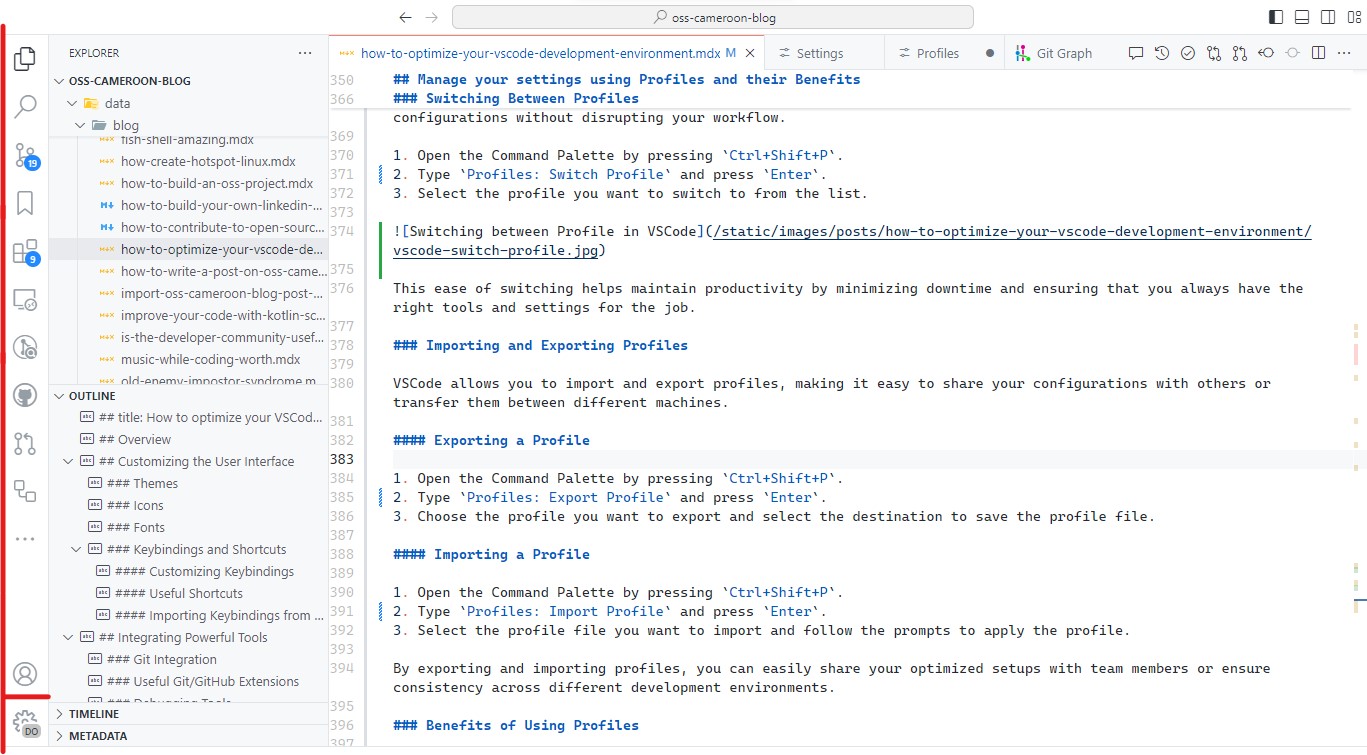 oss-cameroon-blog
EXPLORER
how-to-optimize-your-vscode-development-environment.mdx M
Settings
Profiles
Git Graph
OSS-CAMEROON-BLOG
data
blog
fish-shell-amazing.mdx
how-create-hotspot-linux.mdx
how-to-build-an-oss-project.mdx
how-to-build-your-own-linkedin-...
how-to-contribute-to-open-sourc...
how-to-optimize-your-vscode-de...
how-to-write-a-post-on-oss-came...
import-oss-cameroon-blog-post-...
improve-your-code-with-kotlin-sc...
is-the-developer-community-usef...
music-while-coding-worth.mdx
old-enemy-impostor-syndrome.m...
19
9
OUTLINE
## title: How to optimize your VSCod...
## Overview
## Customizing the User Interface
### Themes
### Icons
### Fonts
### Keybindings and Shortcuts
#### Customizing Keybindings
#### Useful Shortcuts
#### Importing Keybindings from ...
## Integrating Powerful Tools
### Git Integration
### Useful Git/GitHub Extensions
### Debugging Tools
TIMELINE
METADATA
DO
350 ## Manage your settings using Profiles and their Benefits
366 ### Switching Between Profiles
configurations without disrupting your workflow.
369
370 1. Open the Command Palette by pressing `Ctrl+Shift+P`.
371 2. Type `Profiles: Switch Profile` and press `Enter`.
372 3. Select the profile you want to switch to from the list.
373
374 ![Switching between Profile in VSCode](/static/images/posts/how-to-optimize-your-vscode-development-environment/
vscode-switch-profile.jpg)
375
376 This ease of switching helps maintain productivity by minimizing downtime and ensuring that you always have the
right tools and settings for the job.
377
378 ### Importing and Exporting Profiles
379
380 VSCode allows you to import and export profiles, making it easy to share your configurations with others or
transfer them between different machines.
381
382 #### Exporting a Profile
383
384 1. Open the Command Palette by pressing `Ctrl+Shift+P`.
385 2. Type `Profiles: Export Profile` and press `Enter`.
386 3. Choose the profile you want to export and select the destination to save the profile file.
387
388 #### Importing a Profile
389
390 1. Open the Command Palette by pressing `Ctrl+Shift+P`.
391 2. Type `Profiles: Import Profile` and press `Enter`.
392 3. Select the profile file you want to import and follow the prompts to apply the profile.
393
394 By exporting and importing profiles, you can easily share your optimized setups with team members or ensure
consistency across different development environments.
395
396 ### Benefits of Using Profiles
397